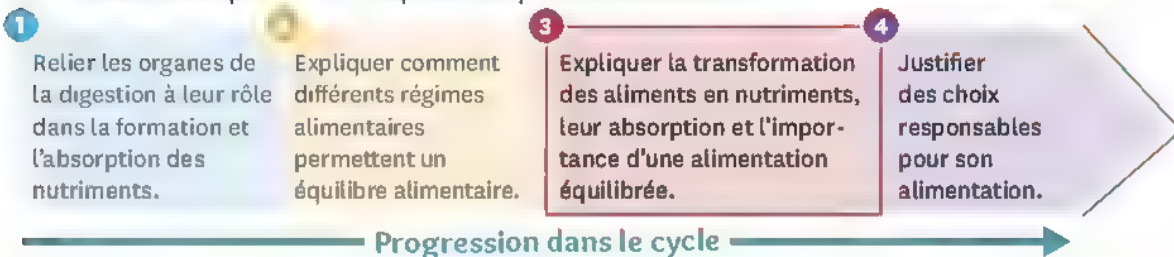 1
Relier les organes de
la digestion à leur rôle
dans la formation et
l'absorption des
nutriments.
Expliquer comment
différents régimes
alimentaires
permettent un
équilibre alimentaire.
3
Expliquer la transformation
des aliments en nutriments,
leur absorption et l'impor-
tance d'une alimentation
équilibrée.
4
Justifier
des choix
responsables
pour son
alimentation.
Progression dans le cycle